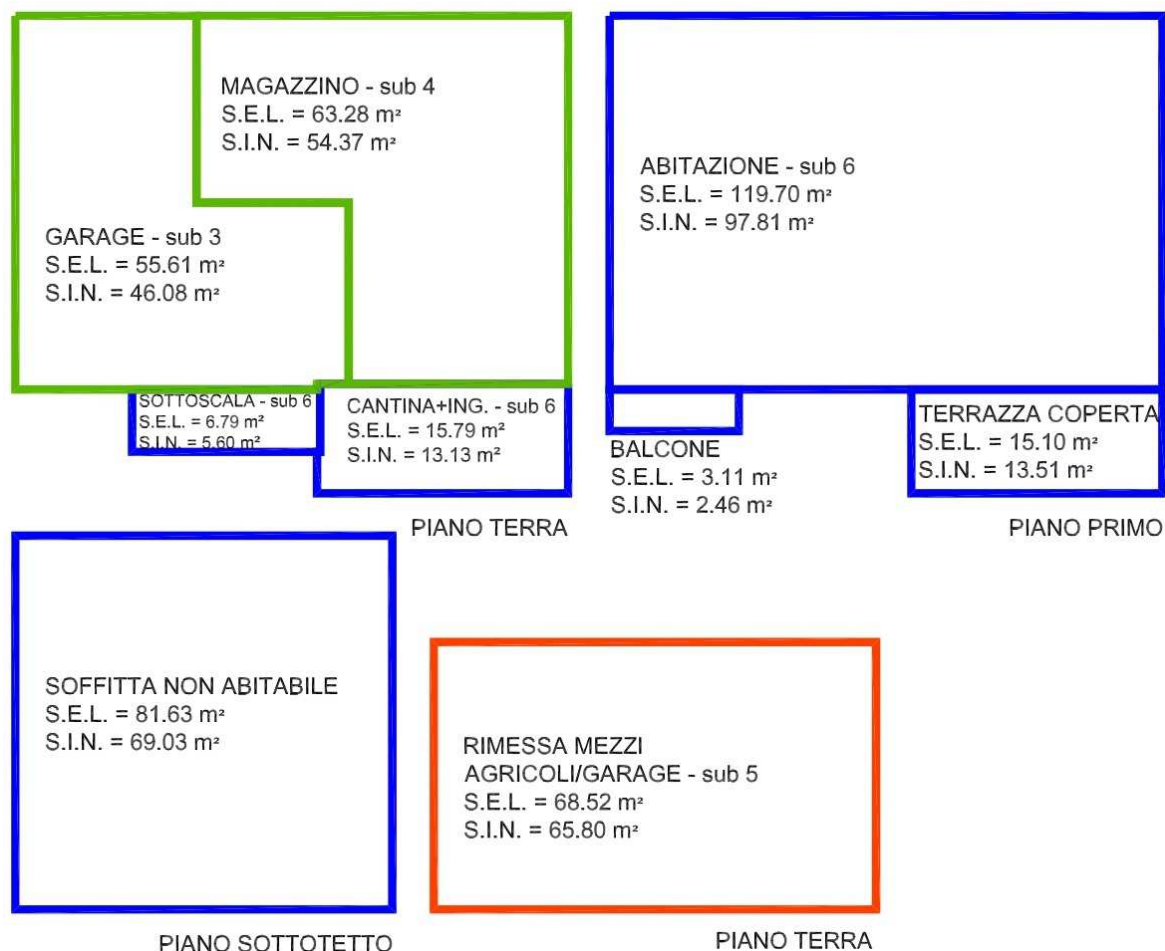 MAGAZZINO - sub 4
S.E.L. = 63.28 m²
S.I.N. = 54.37 m²
GARAGE - sub 3
S.E.L. = 55.61 m²
S.I.N. = 46.08 m²
SOTTOSCALA - sub 6
S.E.L. = 6.79 m²
S.I.N. = 5.60 m²
CANTINA+ING. - sub 6
S.E.L. = 15.79 m²
S.I.N. = 13.13 m²
PIANO TERRA
ABITAZIONE - sub 6
S.E.L. = 119.70 m²
S.I.N. = 97.81 m²
BALCONE
S.E.L. = 3.11 m²
S.I.N. = 2.46 m²
TERRAZZA COPERTA
S.E.L. = 15.10 m²
S.I.N. = 13.51 m²
PIANO PRIMO
SOFFITTA NON ABITABILE
S.E.L. = 81.63 m²
S.I.N. = 69.03 m²
PIANO SOTTOTETTO
RIMESSA MEZZI
AGRICOLI/GARAGE - sub 5
S.E.L. = 68.52 m²
S.I.N. = 65.80 m²
PIANO TERRA